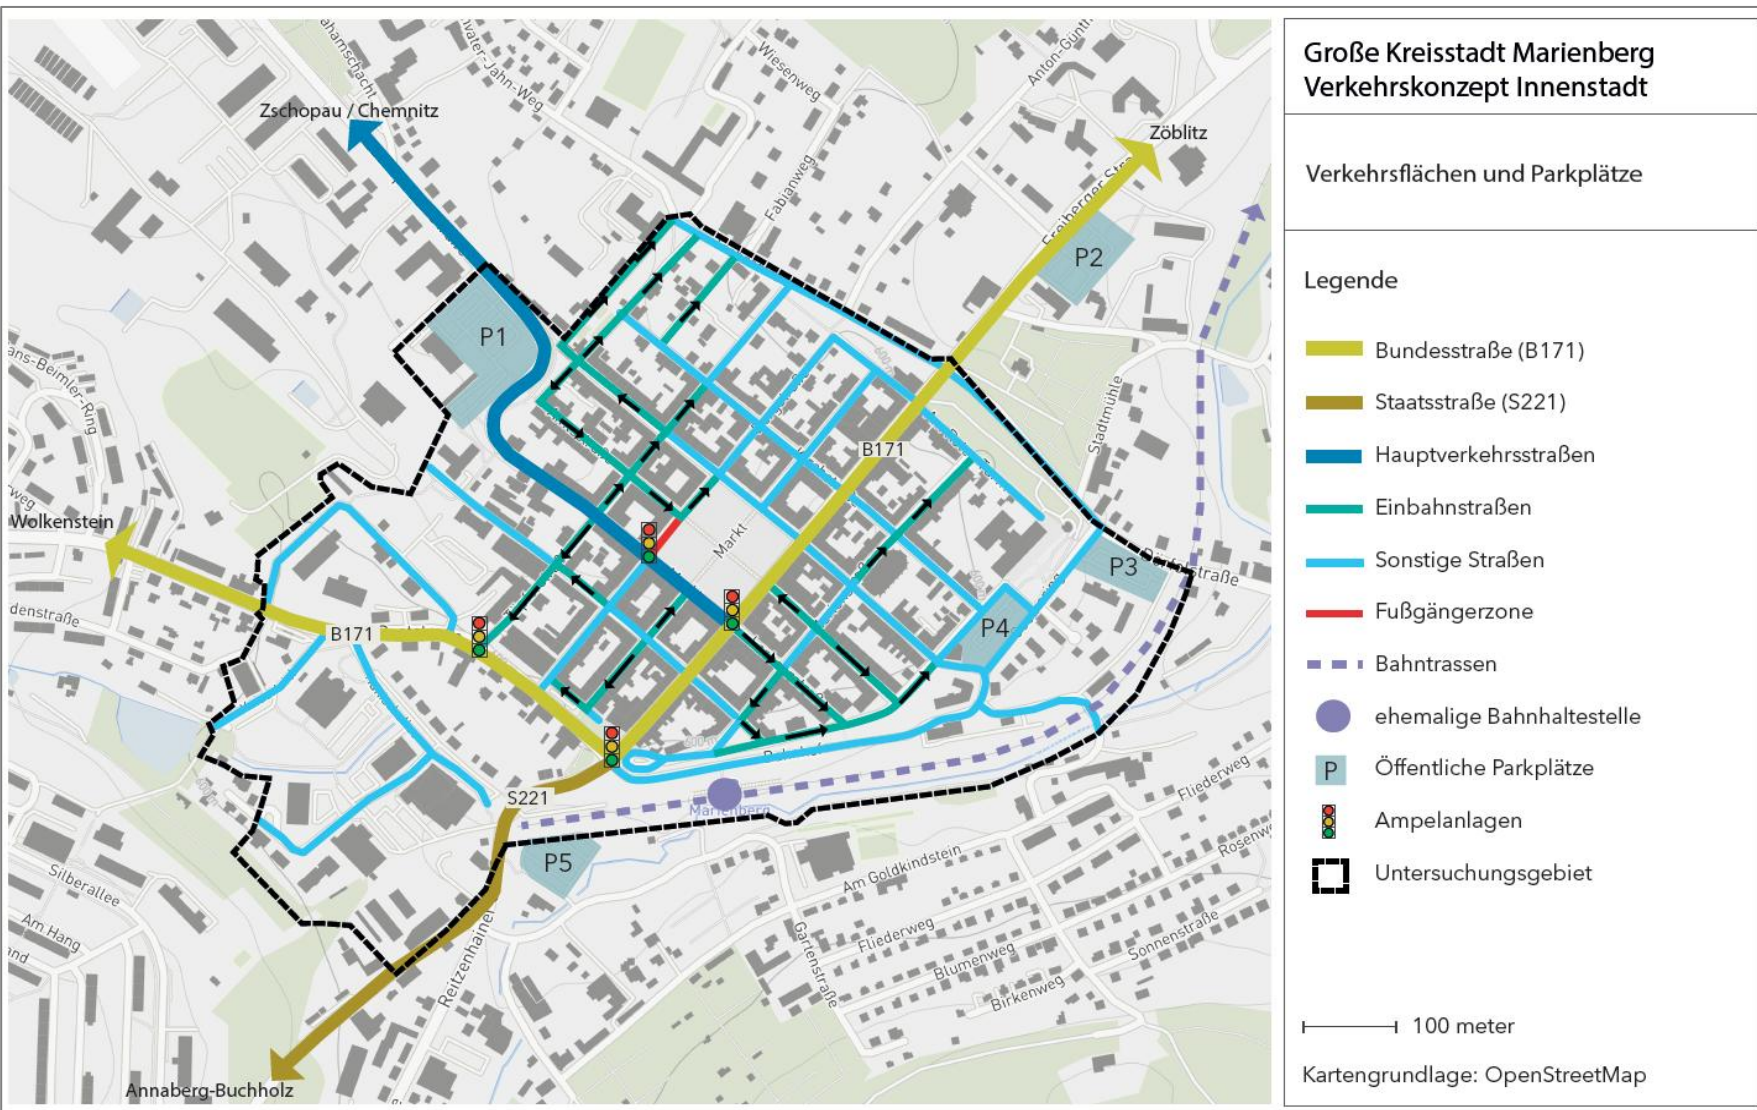 Große Kreisstadt Marienberg
Verkehrskonzept Innenstadt
Verkehrsflächen und Parkplätze
Legende
Bundesstraße (B171)
Staatsstraße (S221)
Hauptverkehrsstraßen
Einbahnstraßen
Sonstige Straßen
Fußgängerzone
Bahntrassen
ehemalige Bahnhaltestelle
P Öffentliche Parkplätze
Ampelanlagen
Untersuchungsgebiet
100 meter
Kartengrundlage: OpenStreetMap
Zschopau / Chemnitz
Wiesenweg
Zöblitz
Fabianweg
P2
P1
Stadtmühle
B171
Wolkenstein
Markt
P3
P4
B171
S221
Marienberg
P5
Fliederweg
Am Goldkindstein
Silberallee
Am Hang
Fliederweg
Sonnenstraße
Blumenweg
Gartenstraße
Birkenweg
Reitzenhainer
Annaberg-Buchholz